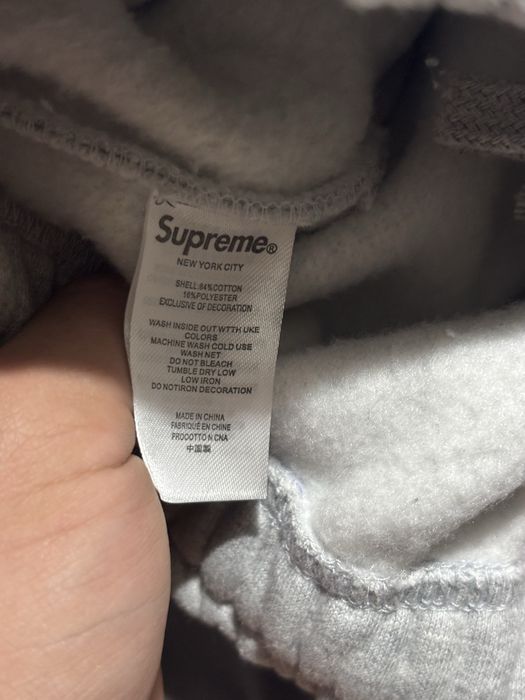 Supreme®
NEW YORK CITY
SHELL:84%COTTON
16%POLYESTER
EXCLUSIVE OF DECORATION
WASH INSIDE OUT WTTH UKE
COLORS
MACHINE WASH COLD USE
WASH NET
DO NOT BLEACH
TUMBLE DRY LOW
LOW IRON
DO NOTIRON DECORATION
MADE IN CHINA
FABRIQUÉ EN CHINE
PRODOTTO N CNA
中国製